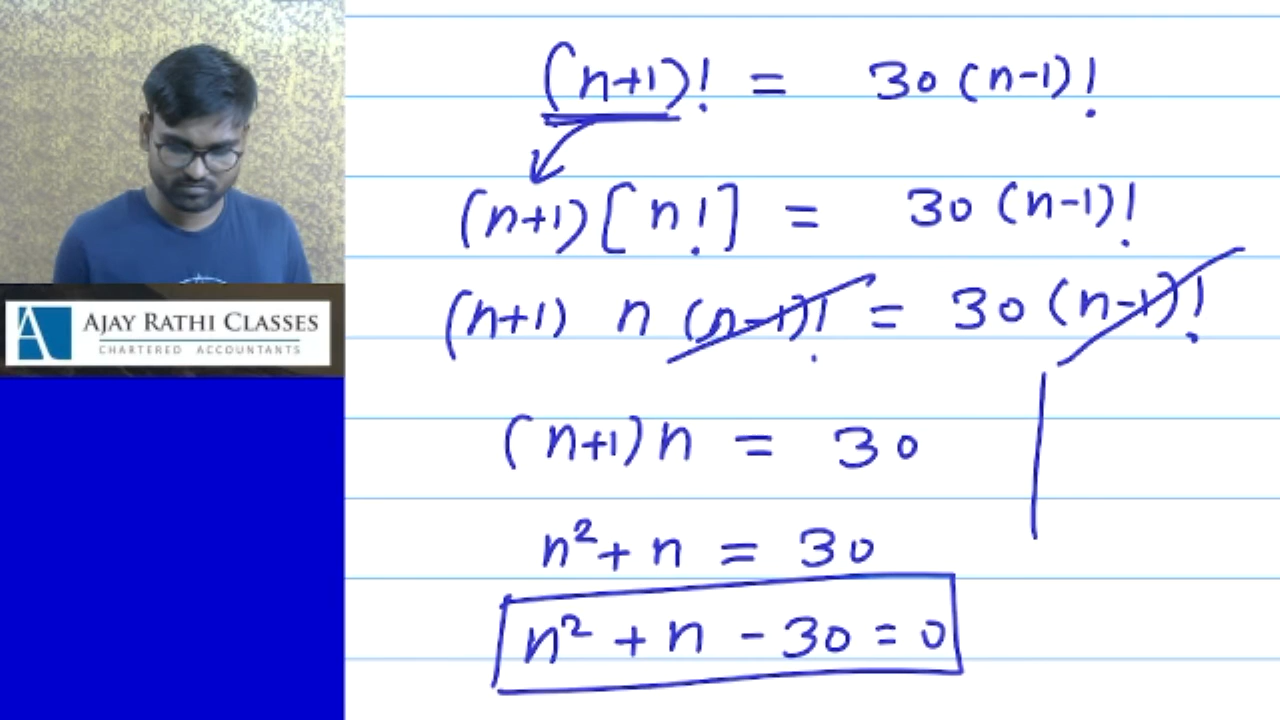 (n+1)! = 30 (n-1)!
(n+1) [n!] = 30 (n-1)!
(n+1) n (n-1)! = 30 (n-1)!
(n+1) n = 30
n² + n = 30
n² + n - 30 = 0
AJAY RATHI CLASSES
CHARTERED ACCOUNTANTS